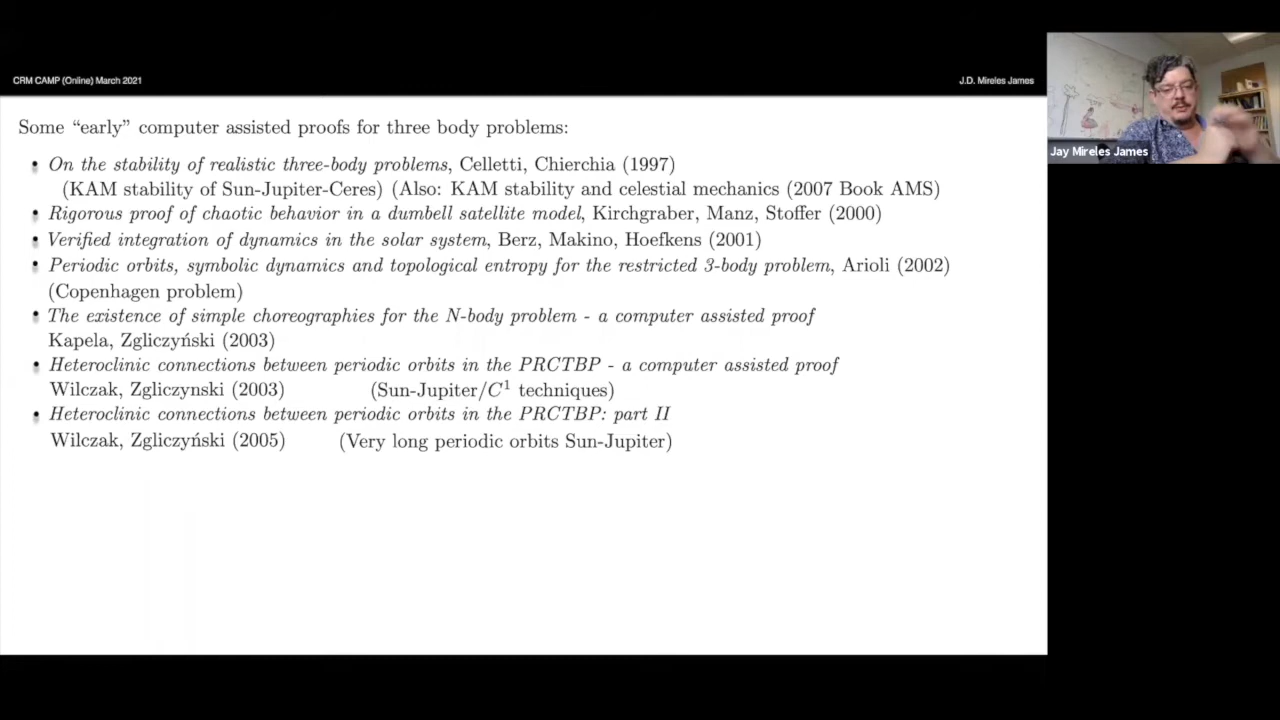 CRM CAMP (Online) March 2021
J.D. Mireles James
Jay Mireles James
Some “early” computer assisted proofs for three body problems:
• On the stability of realistic three-body problems, Celletti, Chierchia (1997)
(KAM stability of Sun-Jupiter-Ceres) (Also: KAM stability and celestial mechanics (2007 Book AMS)
• Rigorous proof of chaotic behavior in a dumbell satellite model, Kirchgraber, Manz, Stoffer (2000)
• Verified integration of dynamics in the solar system, Berz, Makino, Hoefkens (2001)
• Periodic orbits, symbolic dynamics and topological entropy for the restricted 3-body problem, Arioli (2002)
(Copenhagen problem)
• The existence of simple choreographies for the N-body problem - a computer assisted proof
Kapela, Zgliczyński (2003)
• Heteroclinic connections between periodic orbits in the PRCTBP - a computer assisted proof
Wilczak, Zgliczynski (2003) (Sun-Jupiter/C¹ techniques)
• Heteroclinic connections between periodic orbits in the PRCTBP: part II
Wilczak, Zgliczyński (2005) (Very long periodic orbits Sun-Jupiter)